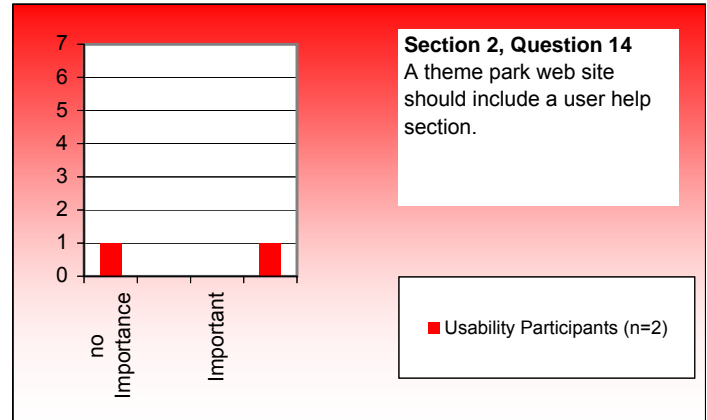 7
6
5
4
3
2
1
0
no
Importance
Important
Section 2, Question 14
A theme park web site
should include a user help
section.
Usability Participants (n=2)